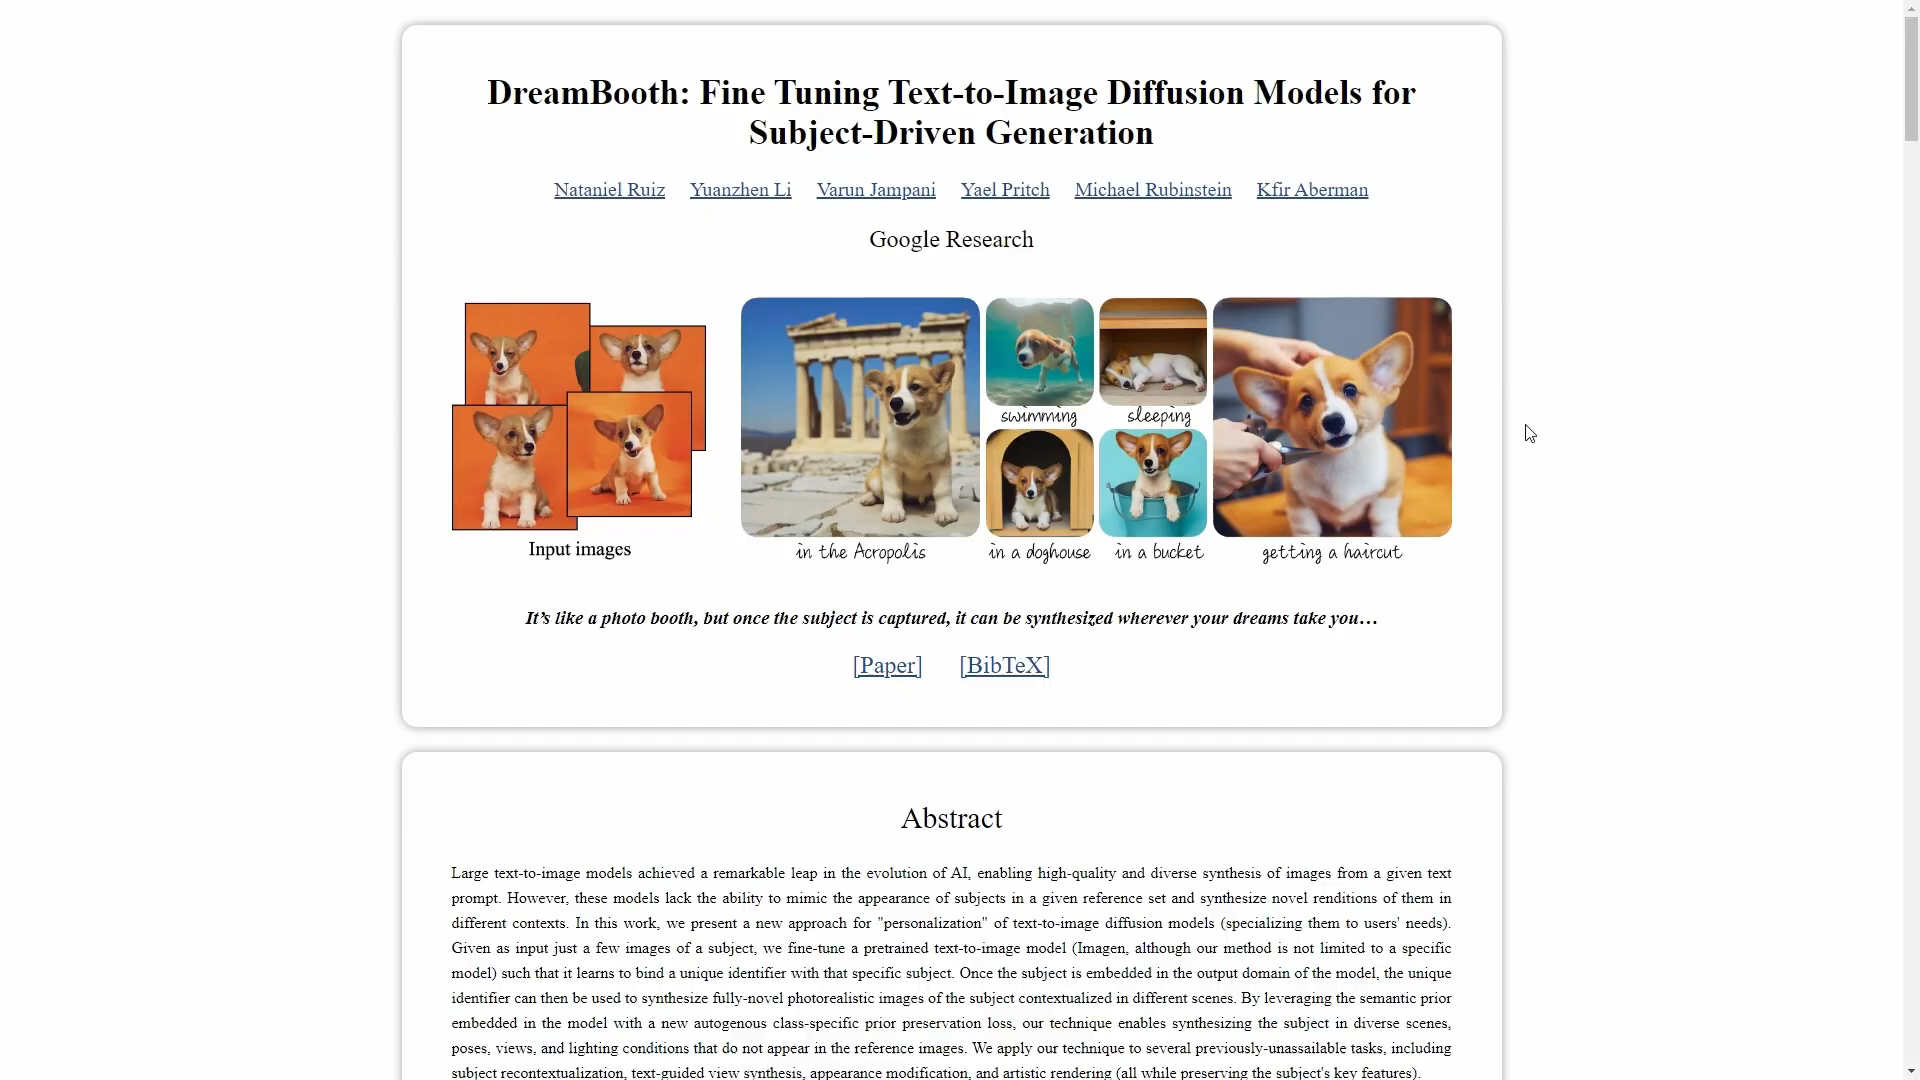 DreamBooth: Fine Tuning Text-to-Image Diffusion Models for
Subject-Driven Generation
Nataniel Ruiz Yuanzhen Li Varun Jampani Yael Pritch Michael Rubinstein Kfir Aberman
Google Research
swimming sleeping
Input images
in the Acropolis in a doghouse in a bucket getting a haircut
It’s like a photo booth, but once the subject is captured, it can be synthesized wherever your dreams take you…
[Paper] [BibTeX]
Abstract
Large text-to-image models achieved a remarkable leap in the evolution of AI, enabling high-quality and diverse synthesis of images from a given text
prompt. However, these models lack the ability to mimic the appearance of subjects in a given reference set and synthesize novel renditions of them in
different contexts. In this work, we present a new approach for "personalization" of text-to-image diffusion models (specializing them to users' needs).
Given as input just a few images of a subject, we fine-tune a pretrained text-to-image model (Imagen, although our method is not limited to a specific
model) such that it learns to bind a unique identifier with that specific subject. Once the subject is embedded in the output domain of the model, the unique
identifier can then be used to synthesize fully-novel photorealistic images of the subject contextualized in different scenes. By leveraging the semantic prior
embedded in the model with a new autogenous class-specific prior preservation loss, our technique enables synthesizing the subject in diverse scenes,
poses, views, and lighting conditions that do not appear in the reference images. We apply our technique to several previously-unassailable tasks, including
subject recontextualization, text-guided view synthesis, appearance modification, and artistic rendering (all while preserving the subject's key features).